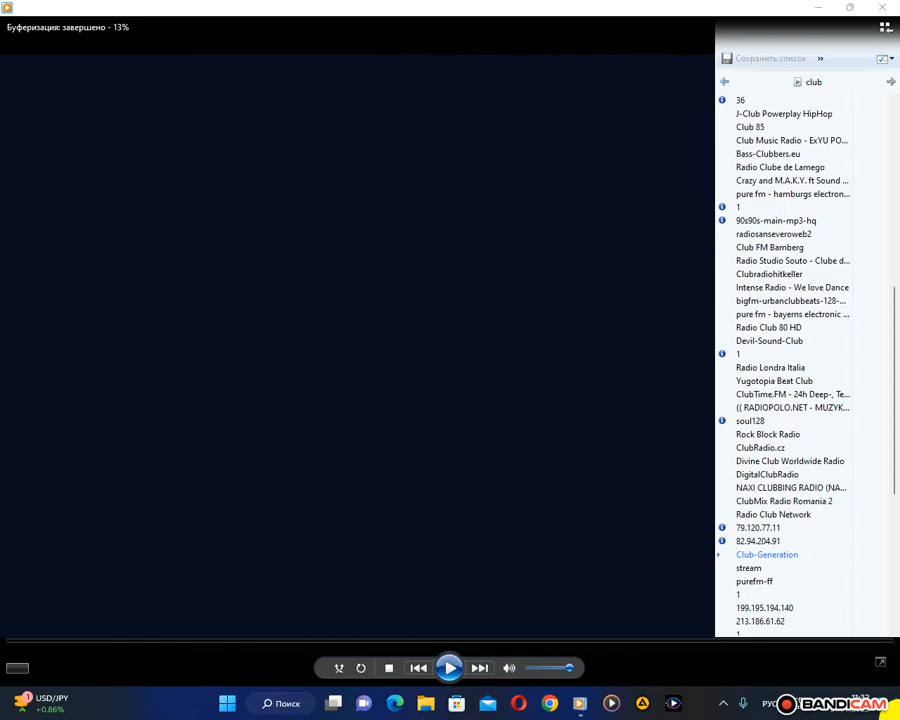 Буферизация: завершено - 13%
Сохранить список »
club
36
J-Club Powerplay HipHop
Club 85
Club Music Radio - ExYU PO...
Bass-Clubbers.eu
Radio Clube de Lamego
Crazy and M.A.K.Y. ft Sound ...
pure fm - hamburgs electron...
1
90s90s-main-mp3-hq
radiosanseveroweb2
Club FM Bamberg
Radio Studio Souto - Clube d...
Clubradiohitkeller
Intense Radio - We love Dance
bigfm-urbanclubbeats-128-...
pure fm - bayerns electronic ...
Radio Club 80 HD
Devil-Sound-Club
1
Radio Londra Italia
Yugotopia Beat Club
ClubTime.FM - 24h Deep-, Te...
(( RADIOPOLO.NET - MUZYK...
soul128
Rock Block Radio
ClubRadio.cz
Divine Club Worldwide Radio
DigitalClubRadio
NAXI CLUBBING RADIO (NA...
ClubMix Radio Romania 2
Radio Club Network
79.120.77.11
82.94.204.91
Club-Generation
stream
purefm-ff
1
199.195.194.140
213.186.61.62
1
1
USD/JPY
+0.86%
Поиск
РУС
BANDICAM